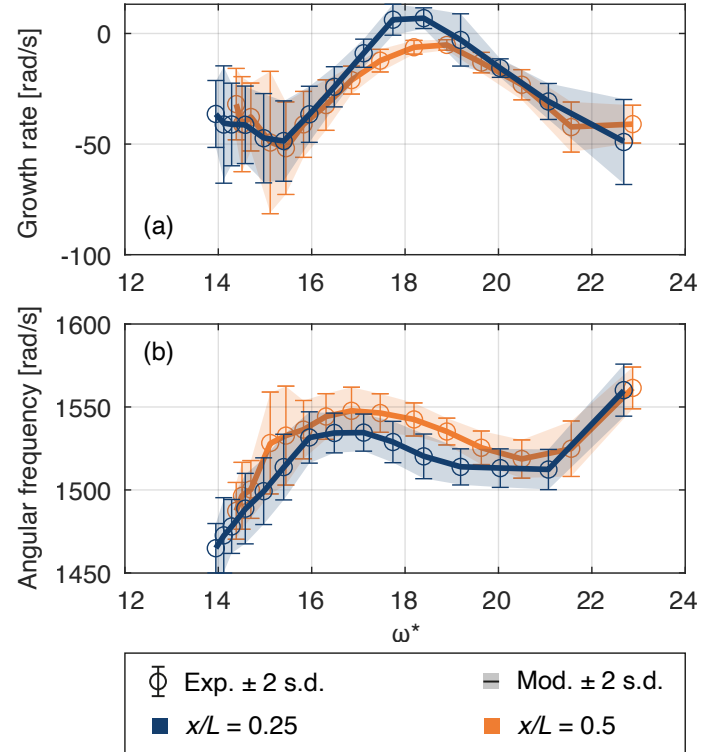 Growth rate [rad/s]
0
-50
-100
(a)
12 14 16 18 20 22 24
Angular frequency [rad/s]
1600
1550
1500
1450
(b)
12 14 16 18 20 22 24
ω*
Exp. ± 2 s.d. Mod. ± 2 s.d.
x/L = 0.25 x/L = 0.5